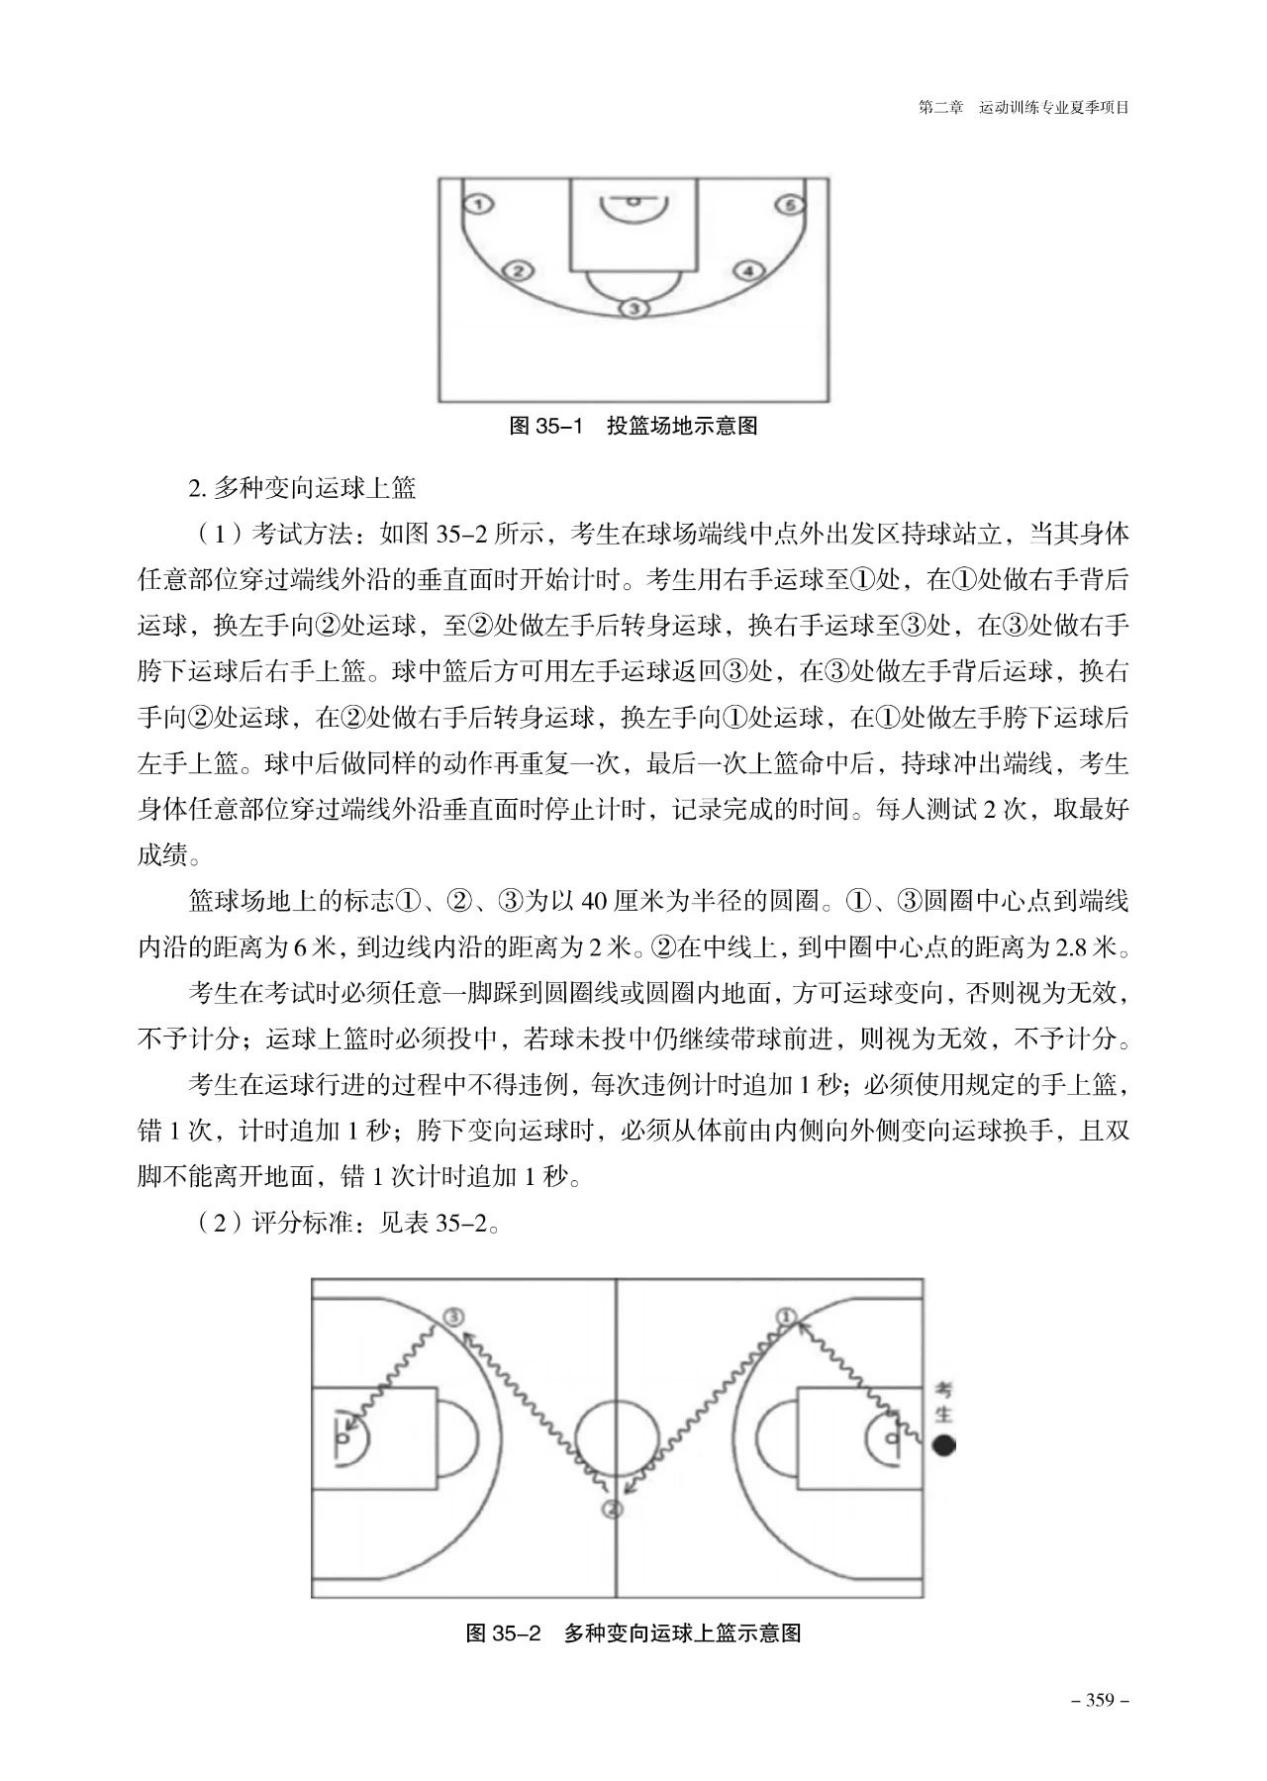 第二章　运动训练专业夏季项目
① ⑤
② ④
③
图 35-1　投篮场地示意图
2. 多种变向运球上篮
（1）考试方法：如图 35-2 所示，考生在球场端线中点外出发区持球站立，当其身体
任意部位穿过端线外沿的垂直面时开始计时。考生用右手运球至①处，在①处做右手背后
运球，换左手向②处运球，至②处做左手后转身运球，换右手运球至③处，在③处做右手
胯下运球后右手上篮。球中篮后方可用左手运球返回③处，在③处做左手背后运球，换右
手向②处运球，在②处做右手后转身运球，换左手向①处运球，在①处做左手胯下运球后
左手上篮。球中后做同样的动作再重复一次，最后一次上篮命中后，持球冲出端线，考生
身体任意部位穿过端线外沿垂直面时停止计时，记录完成的时间。每人测试 2 次，取最好
成绩。
篮球场地上的标志①、②、③为以 40 厘米为半径的圆圈。①、③圆圈中心点到端线
内沿的距离为 6 米，到边线内沿的距离为 2 米。②在中线上，到中圈中心点的距离为 2.8 米。
考生在考试时必须任意一脚踩到圆圈线或圆圈内地面，方可运球变向，否则视为无效，
不予计分；运球上篮时必须投中，若球未投中仍继续带球前进，则视为无效，不予计分。
考生在运球行进的过程中不得违例，每次违例计时追加 1 秒；必须使用规定的手上篮，
错 1 次，计时追加 1 秒；胯下变向运球时，必须从体前由内侧向外侧变向运球换手，且双
脚不能离开地面，错 1 次计时追加 1 秒。
（2）评分标准：见表 35-2。
③ ①
考
生
②
图 35-2　多种变向运球上篮示意图
– 359 –